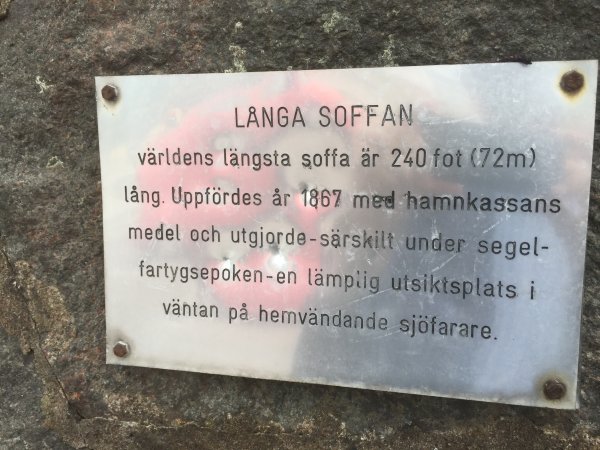 LÅNGA SOFFAN
världens längsta soffa är 240 fot (72m)
lång. Uppfördes år 1867 med hamnkassans
medel och utgjorde-särskilt under segel-
fartygsepoken-en lämplig utsiktsplats i
väntan på hemvändande sjöfarare.